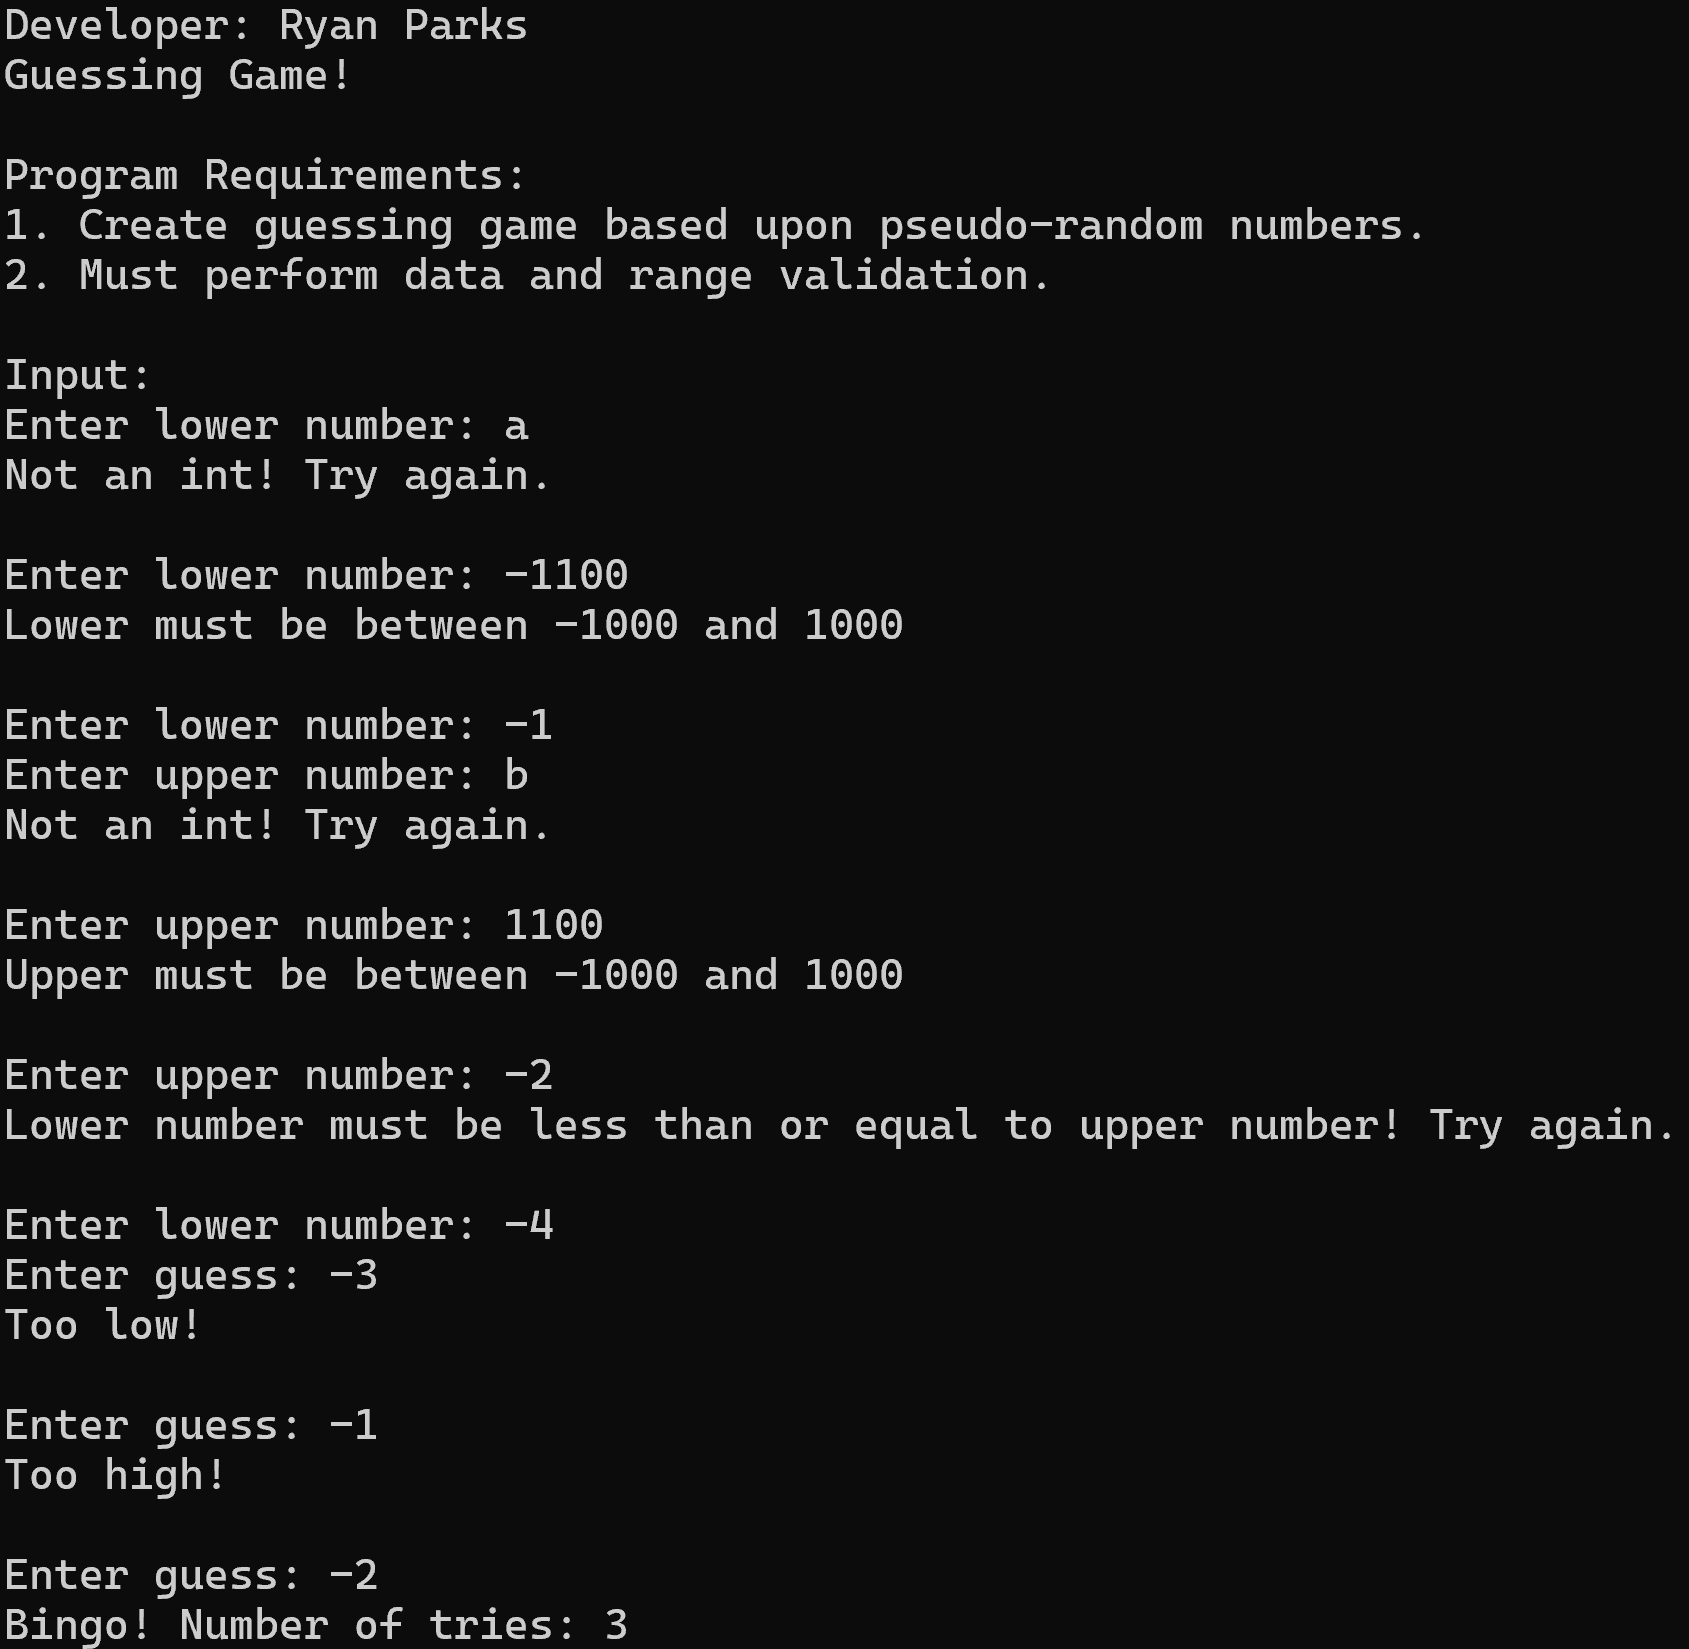 Developer: Ryan Parks
Guessing Game!
Program Requirements:
1. Create guessing game based upon pseudo-random numbers.
2. Must perform data and range validation.
Input:
Enter lower number: a
Not an int! Try again.
Enter lower number: -1100
Lower must be between -1000 and 1000
Enter lower number: -1
Enter upper number: b
Not an int! Try again.
Enter upper number: 1100
Upper must be between -1000 and 1000
Enter upper number: -2
Lower number must be less than or equal to upper number! Try again.
Enter lower number: -4
Enter guess: -3
Too low!
Enter guess: -1
Too high!
Enter guess: -2
Bingo! Number of tries: 3